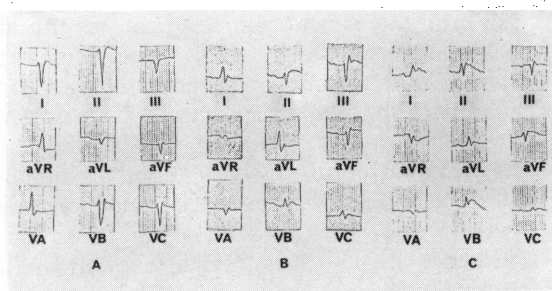 I II III I II III I II III
aVR aVL aVF aVR aVL aVF aVR aVL aVF
VA VB VC VA VB VC VA VB VC
A B C